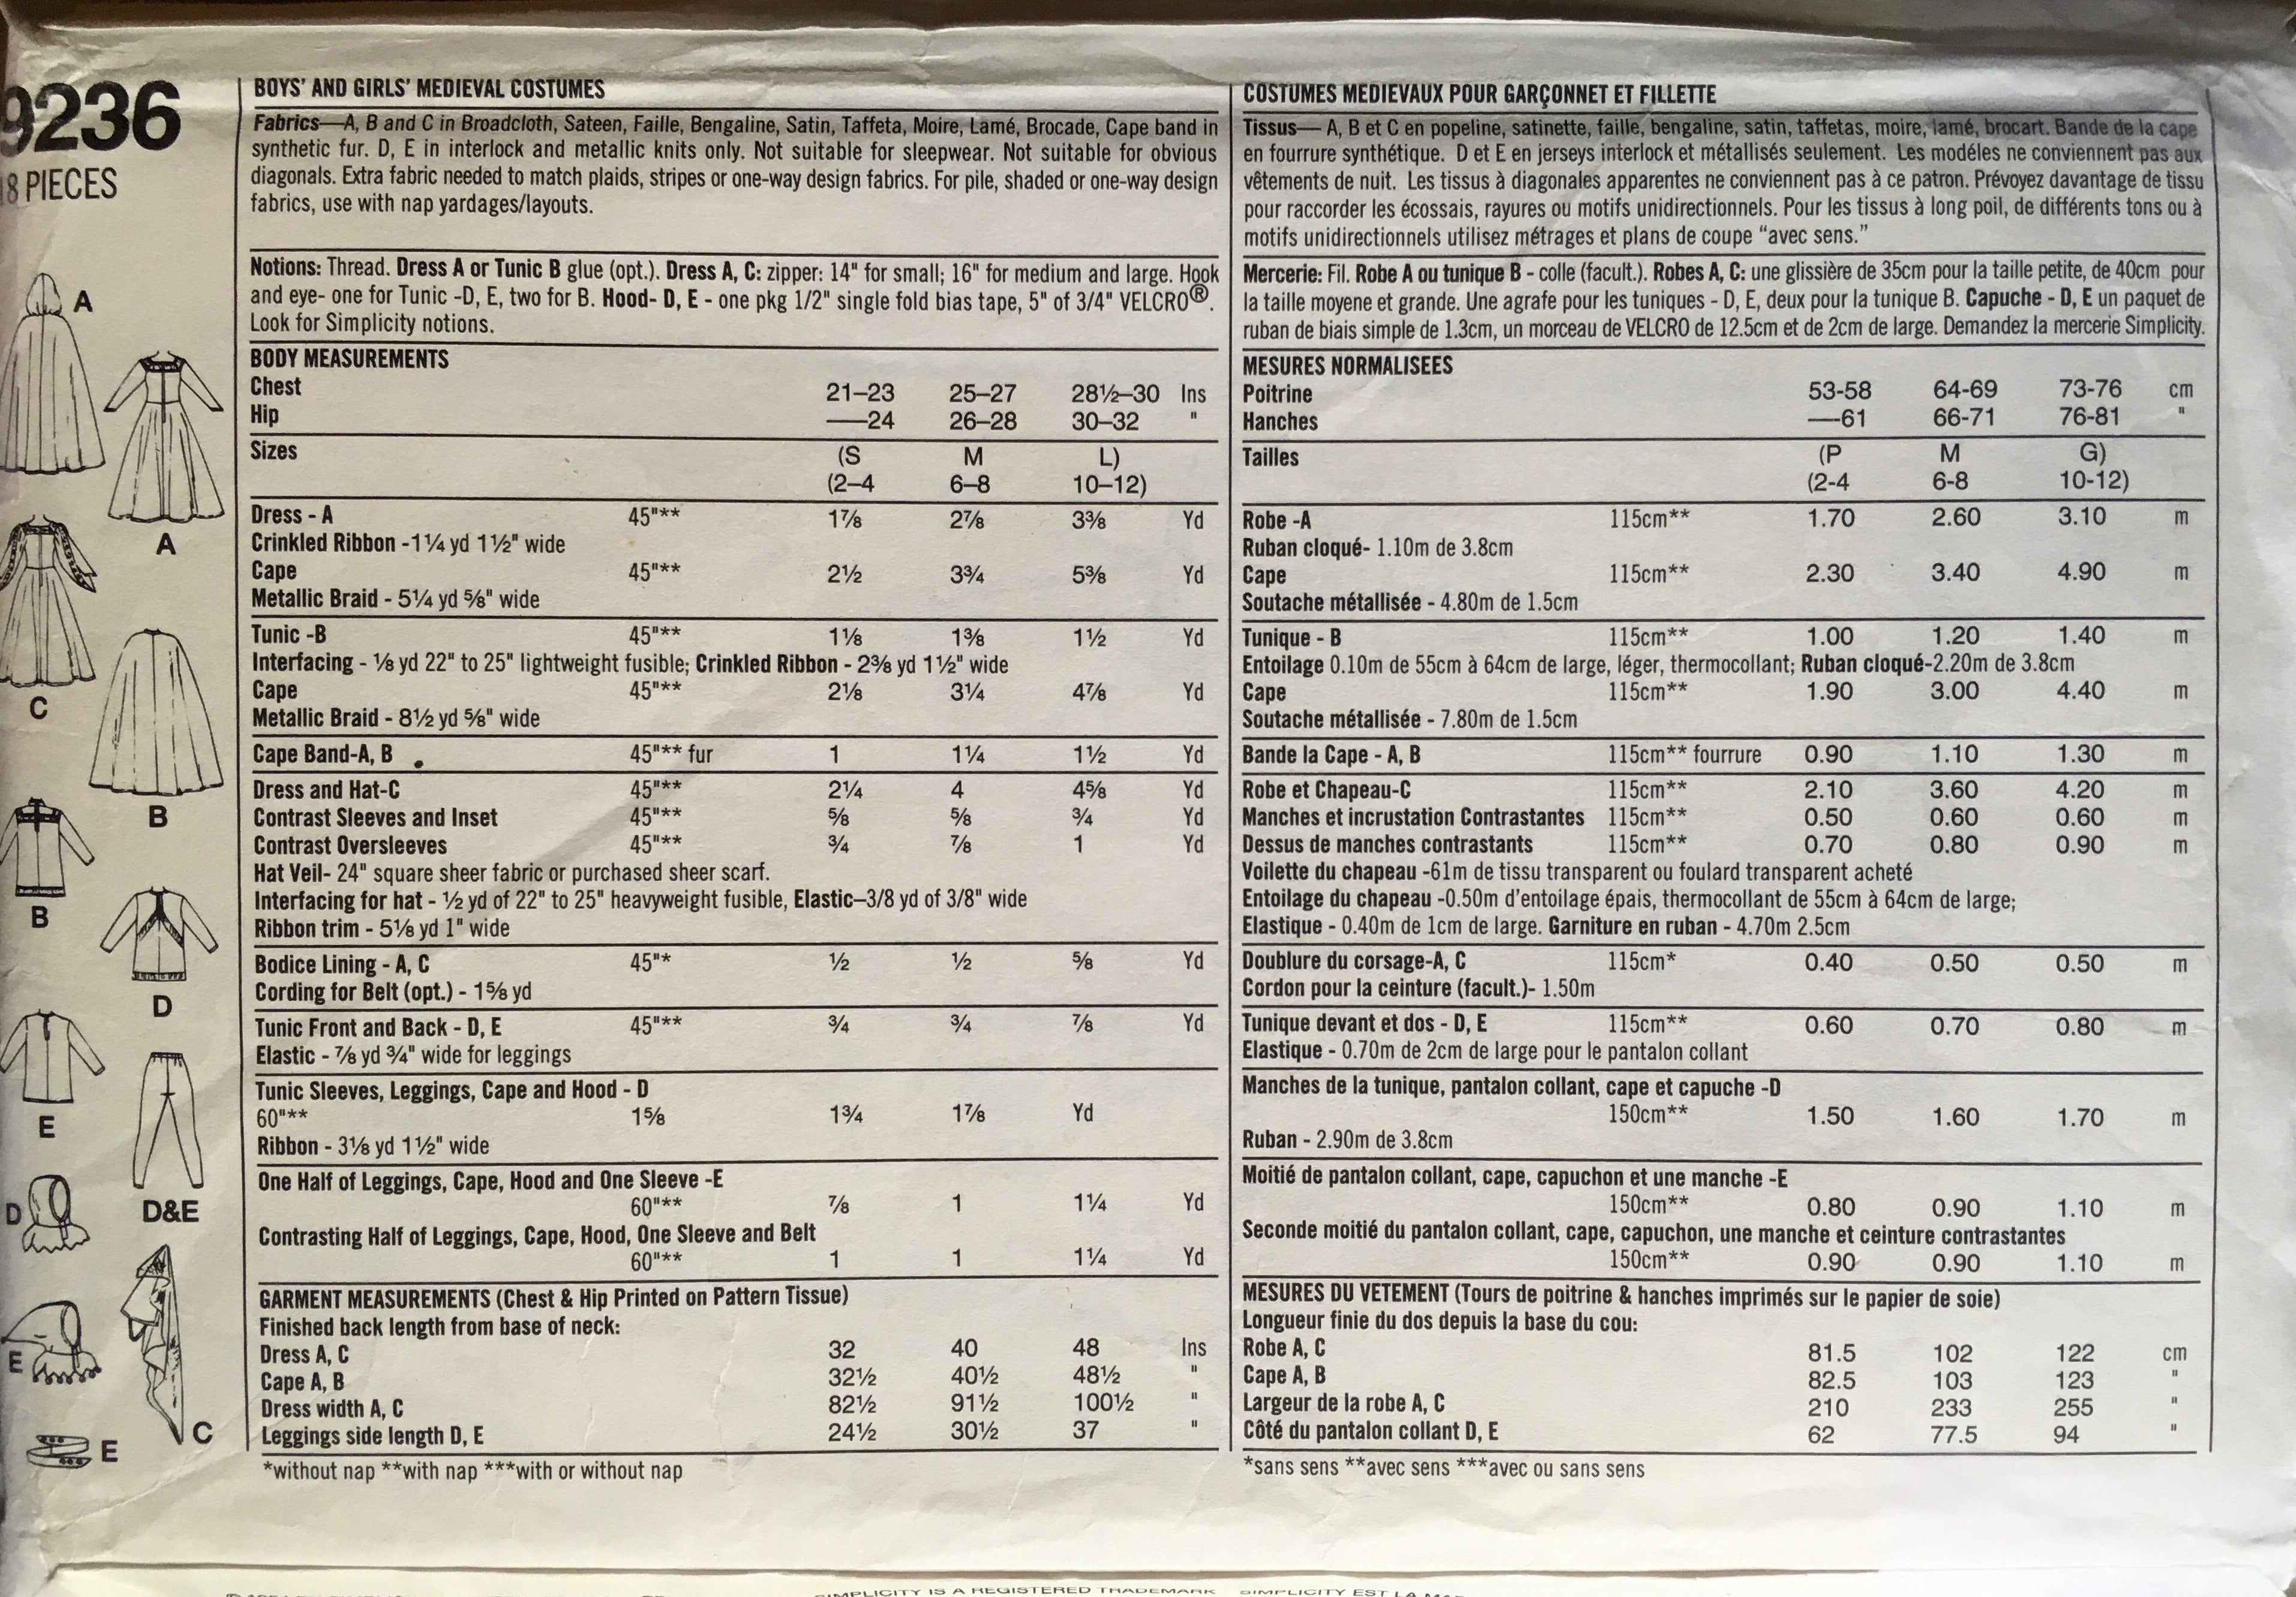 9236
18 PIECES
A
A
C
B
B
D
E
D&E
D
E
C
E
BOYS' AND GIRLS' MEDIEVAL COSTUMES
Fabrics—A, B and C in Broadcloth, Sateen, Faille, Bengaline, Satin, Taffeta, Moire, Lamé, Brocade, Cape band in
synthetic fur. D, E in interlock and metallic knits only. Not suitable for sleepwear. Not suitable for obvious
diagonals. Extra fabric needed to match plaids, stripes or one-way design fabrics. For pile, shaded or one-way design
fabrics, use with nap yardages/layouts.
Notions: Thread. Dress A or Tunic B glue (opt.). Dress A, C: zipper: 14" for small; 16" for medium and large. Hook
and eye- one for Tunic -D, E, two for B. Hood- D, E - one pkg 1/2" single fold bias tape, 5" of 3/4" VELCRO®.
Look for Simplicity notions.
BODY MEASUREMENTS
Chest 21–23 25–27 28½–30 Ins
Hip —24 26–28 30–32 "
Sizes (S M L)
(2–4 6–8 10–12)
Dress - A 45"** 1⅞ 2⅞ 3⅜ Yd
Crinkled Ribbon -1¼ yd 1½" wide
Cape 45"** 2½ 3¾ 5⅜ Yd
Metallic Braid - 5¼ yd ⅝" wide
Tunic -B 45"** 1⅛ 1⅜ 1½ Yd
Interfacing - ⅛ yd 22" to 25" lightweight fusible; Crinkled Ribbon - 2⅜ yd 1½" wide
Cape 45"** 2⅛ 3¼ 4⅞ Yd
Metallic Braid - 8½ yd ⅝" wide
Cape Band-A, B 45"** fur 1 1¼ 1½ Yd
Dress and Hat-C 45"** 2¼ 4 4⅝ Yd
Contrast Sleeves and Inset 45"** ⅝ ⅝ ¾ Yd
Contrast Oversleeves 45"** ¾ ⅞ 1 Yd
Hat Veil- 24" square sheer fabric or purchased sheer scarf.
Interfacing for hat - ½ yd of 22" to 25" heavyweight fusible, Elastic–3/8 yd of 3/8" wide
Ribbon trim - 5⅛ yd 1" wide
Bodice Lining - A, C 45"* ½ ½ ⅝ Yd
Cording for Belt (opt.) - 1⅝ yd
Tunic Front and Back - D, E 45"** ¾ ¾ ⅞ Yd
Elastic - ⅞ yd ¾" wide for leggings
Tunic Sleeves, Leggings, Cape and Hood - D
60"** 1⅝ 1¾ 1⅞ Yd
Ribbon - 3⅛ yd 1½" wide
One Half of Leggings, Cape, Hood and One Sleeve -E
60"** ⅞ 1 1¼ Yd
Contrasting Half of Leggings, Cape, Hood, One Sleeve and Belt
60"** 1 1 1¼ Yd
GARMENT MEASUREMENTS (Chest & Hip Printed on Pattern Tissue)
Finished back length from base of neck:
Dress A, C 32 40 48 Ins
Cape A, B 32½ 40½ 48½ "
Dress width A, C 82½ 91½ 100½ "
Leggings side length D, E 24½ 30½ 37 "
*without nap **with nap ***with or without nap
COSTUMES MEDIEVAUX POUR GARÇONNET ET FILLETTE
Tissus— A, B et C en popeline, satinette, faille, bengaline, satin, taffetas, moire, lamé, brocart. Bande de la cape
en fourrure synthétique. D et E en jerseys interlock et métallisés seulement. Les modéles ne conviennent pas aux
vêtements de nuit. Les tissus à diagonales apparentes ne conviennent pas à ce patron. Prévoyez davantage de tissu
pour raccorder les écossais, rayures ou motifs unidirectionnels. Pour les tissus à long poil, de différents tons ou à
motifs unidirectionnels utilisez métrages et plans de coupe "avec sens."
Mercerie: Fil. Robe A ou tunique B - colle (facult.). Robes A, C: une glissière de 35cm pour la taille petite, de 40cm pour
la taille moyene et grande. Une agrafe pour les tuniques - D, E, deux pour la tunique B. Capuche - D, E un paquet de
ruban de biais simple de 1.3cm, un morceau de VELCRO de 12.5cm et de 2cm de large. Demandez la mercerie Simplicity.
MESURES NORMALISEES
Poitrine 53-58 64-69 73-76 cm
Hanches —61 66-71 76-81 "
Tailles (P M G)
(2-4 6-8 10-12)
Robe -A 115cm** 1.70 2.60 3.10 m
Ruban cloqué- 1.10m de 3.8cm
Cape 115cm** 2.30 3.40 4.90 m
Soutache métallisée - 4.80m de 1.5cm
Tunique - B 115cm** 1.00 1.20 1.40 m
Entoilage 0.10m de 55cm à 64cm de large, léger, thermocollant; Ruban cloqué-2.20m de 3.8cm
Cape 115cm** 1.90 3.00 4.40 m
Soutache métallisée - 7.80m de 1.5cm
Bande la Cape - A, B 115cm** fourrure 0.90 1.10 1.30 m
Robe et Chapeau-C 115cm** 2.10 3.60 4.20 m
Manches et incrustation Contrastantes 115cm** 0.50 0.60 0.60 m
Dessus de manches contrastants 115cm** 0.70 0.80 0.90 m
Voilette du chapeau -61m de tissu transparent ou foulard transparent acheté
Entoilage du chapeau -0.50m d'entoilage épais, thermocollant de 55cm à 64cm de large;
Elastique - 0.40m de 1cm de large. Garniture en ruban - 4.70m 2.5cm
Doublure du corsage-A, C 115cm* 0.40 0.50 0.50 m
Cordon pour la ceinture (facult.)- 1.50m
Tunique devant et dos - D, E 115cm** 0.60 0.70 0.80 m
Elastique - 0.70m de 2cm de large pour le pantalon collant
Manches de la tunique, pantalon collant, cape et capuche -D
150cm** 1.50 1.60 1.70 m
Ruban - 2.90m de 3.8cm
Moitié de pantalon collant, cape, capuchon et une manche -E
150cm** 0.80 0.90 1.10 m
Seconde moitié du pantalon collant, cape, capuchon, une manche et ceinture contrastantes
150cm** 0.90 0.90 1.10 m
MESURES DU VETEMENT (Tours de poitrine & hanches imprimés sur le papier de soie)
Longueur finie du dos depuis la base du cou:
Robe A, C 81.5 102 122 cm
Cape A, B 82.5 103 123 "
Largeur de la robe A, C 210 233 255 "
Côté du pantalon collant D, E 62 77.5 94 "
*sans sens **avec sens ***avec ou sans sens
SIMPLICITY IS A REGISTERED TRADEMARK SIMPLICITY EST LA